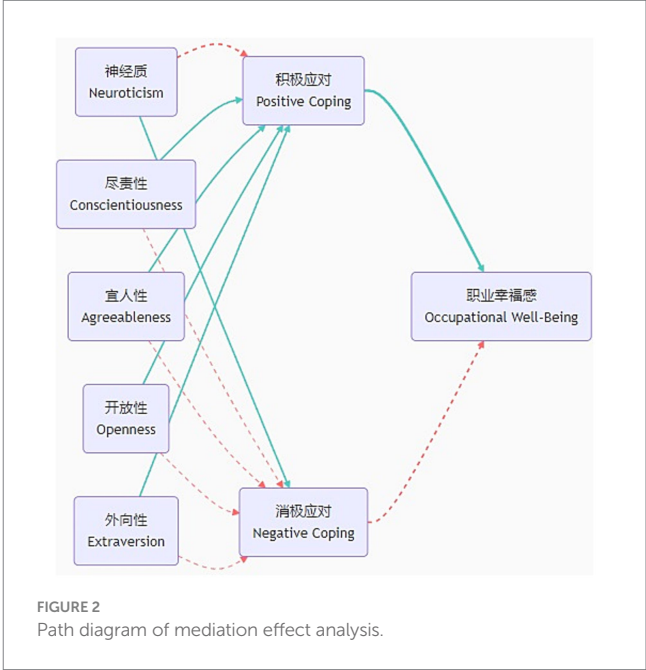 神经质
Neuroticism
积极应对
Positive Coping
尽责性
Conscientiousness
宜人性
Agreeableness
职业幸福感
Occupational Well-Being
开放性
Openness
外向性
Extraversion
消极应对
Negative Coping
FIGURE 2
Path diagram of mediation effect analysis.